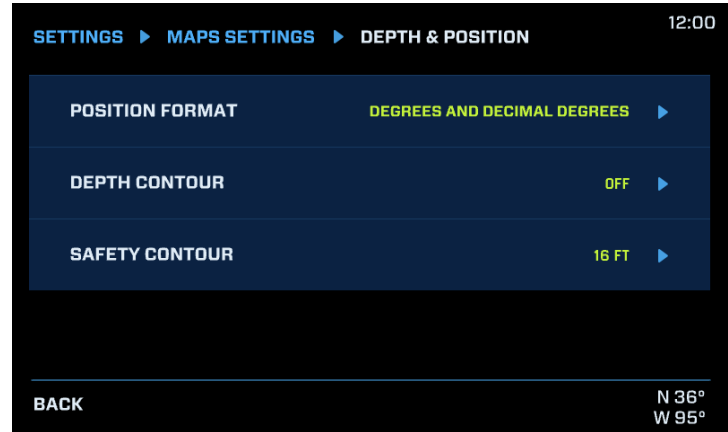 12:00
SETTINGS ▶ MAPS SETTINGS ▶ DEPTH & POSITION
POSITION FORMAT DEGREES AND DECIMAL DEGREES ▶
DEPTH CONTOUR OFF ▶
SAFETY CONTOUR 16 FT ▶
BACK
N 36°
W 95°